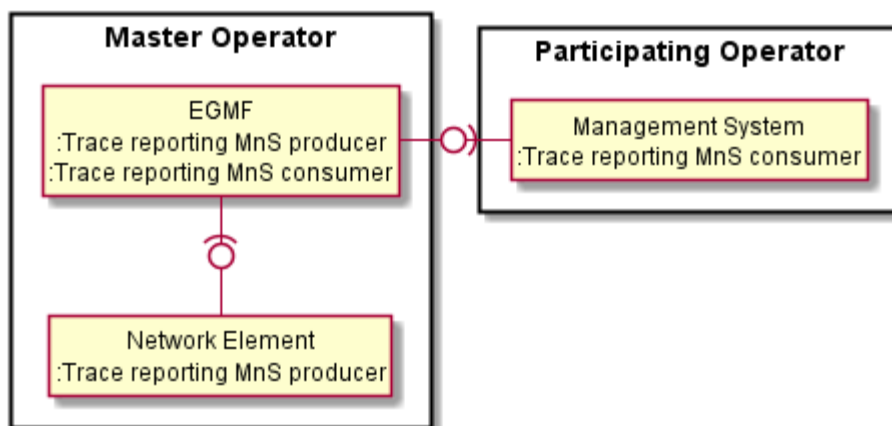 Master Operator
EGMF
:Trace reporting MnS producer
:Trace reporting MnS consumer
Network Element
:Trace reporting MnS producer
Participating Operator
Management System
:Trace reporting MnS consumer